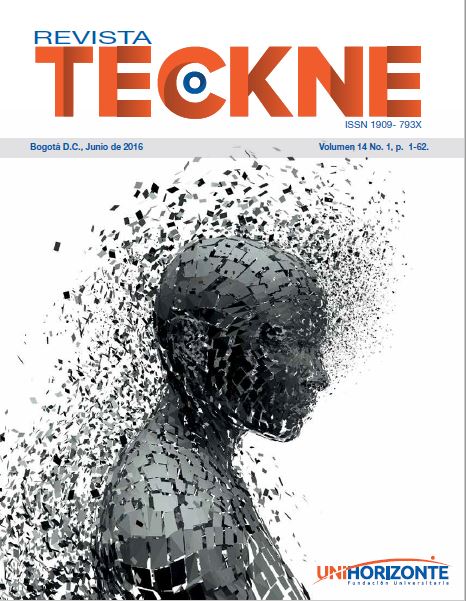 REVISTA
TECKNE
ISSN 1909- 793X
Bogotá D.C., Junio de 2016 Volumen 14 No. 1, p. 1-62.
UNIHORIZONTE
Fundación Universitaria